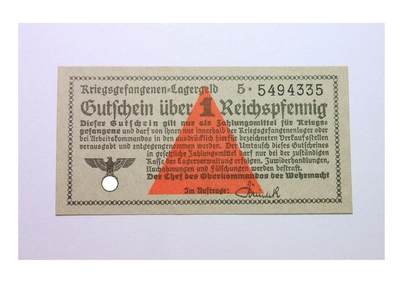 Kriegsgefangenen-Lagergeld 5 * 5494335
Gutschein über 1 Reichspfennig
Dieser Gutschein gilt nur als Zahlungsmittel für Kriegs-
gefangene und darf von ihnen nur innerhalb der Kriegsgefangenenlager oder
bei Arbeitskommandos in den ausdrücklich hierfür bezeichneten Verkaufsstellen
verausgabt und entgegengenommen werden. Der Umtausch dieses Gutscheines
in gesetzliche Zahlungsmittel darf nur bei der zuständigen
Kasse der Lagerverwaltung erfolgen. Zuwiderhandlungen,
Nachahmungen und Fälschungen werden bestraft.
Der Chef des Oberkommandos der Wehrmacht
Im Auftrage: